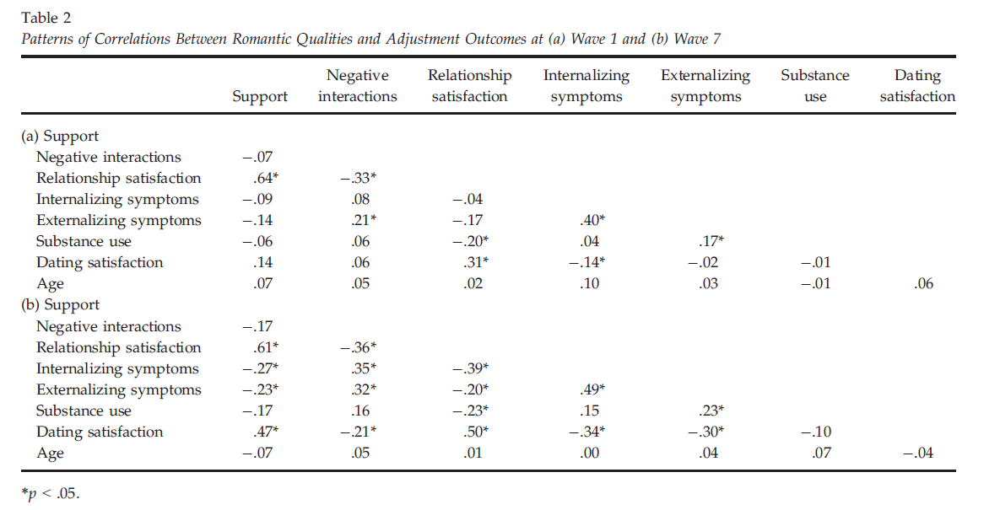 Table 2
Patterns of Correlations Between Romantic Qualities and Adjustment Outcomes at (a) Wave 1 and (b) Wave 7
Negative Relationship Internalizing Externalizing Substance Dating
Support interactions satisfaction symptoms symptoms use satisfaction
(a) Support
Negative interactions −.07
Relationship satisfaction .64* −.33*
Internalizing symptoms −.09 .08 −.04
Externalizing symptoms −.14 .21* −.17 .40*
Substance use −.06 .06 −.20* .04 .17*
Dating satisfaction .14 .06 .31* −.14* −.02 −.01
Age .07 .05 .02 .10 .03 −.01 .06
(b) Support
Negative interactions −.17
Relationship satisfaction .61* −.36*
Internalizing symptoms −.27* .35* −.39*
Externalizing symptoms −.23* .32* −.20* .49*
Substance use −.17 .16 −.23* .15 .23*
Dating satisfaction .47* −.21* .50* −.34* −.30* −.10
Age −.07 .05 .01 .00 .04 .07 −.04
*p < .05.